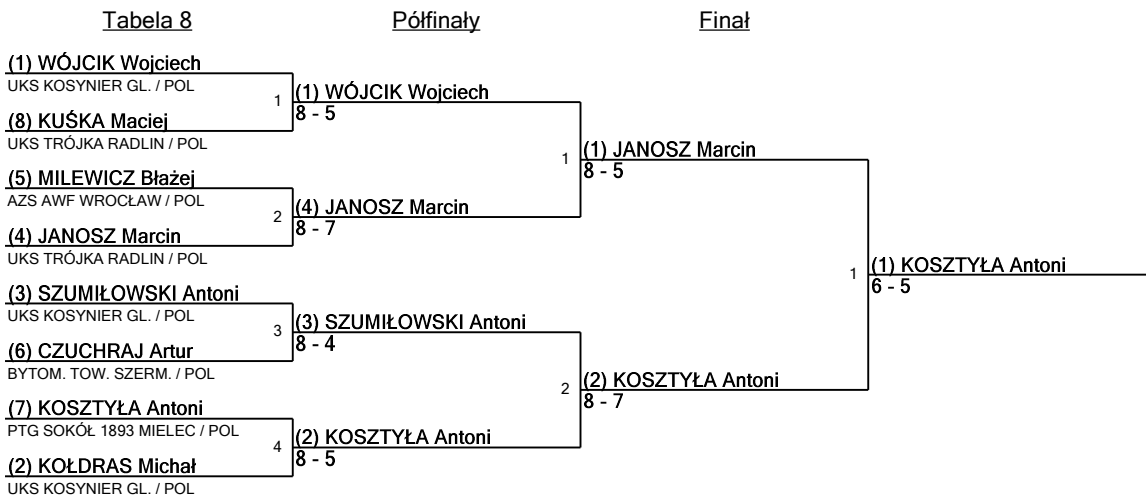 Tabela 8
Półfinały
Finał
(1) WÓJCIK Wojciech
UKS KOSYNIER GL. / POL
(8) KUŚKA Maciej
UKS TRÓJKA RADLIN / POL
(5) MILEWICZ Błażej
AZS AWF WROCŁAW / POL
(4) JANOSZ Marcin
UKS TRÓJKA RADLIN / POL
(3) SZUMIŁOWSKI Antoni
UKS KOSYNIER GL. / POL
(6) CZUCHRAJ Artur
BYTOM. TOW. SZERM. / POL
(7) KOSZTYŁA Antoni
PTG SOKÓŁ 1893 MIELEC / POL
(2) KOŁDRAS Michał
UKS KOSYNIER GL. / POL
1
(1) WÓJCIK Wojciech
8 - 5
2
(4) JANOSZ Marcin
8 - 7
3
(3) SZUMIŁOWSKI Antoni
8 - 4
4
(2) KOSZTYŁA Antoni
8 - 5
1
(1) JANOSZ Marcin
8 - 5
2
(2) KOSZTYŁA Antoni
8 - 7
1
(1) KOSZTYŁA Antoni
6 - 5